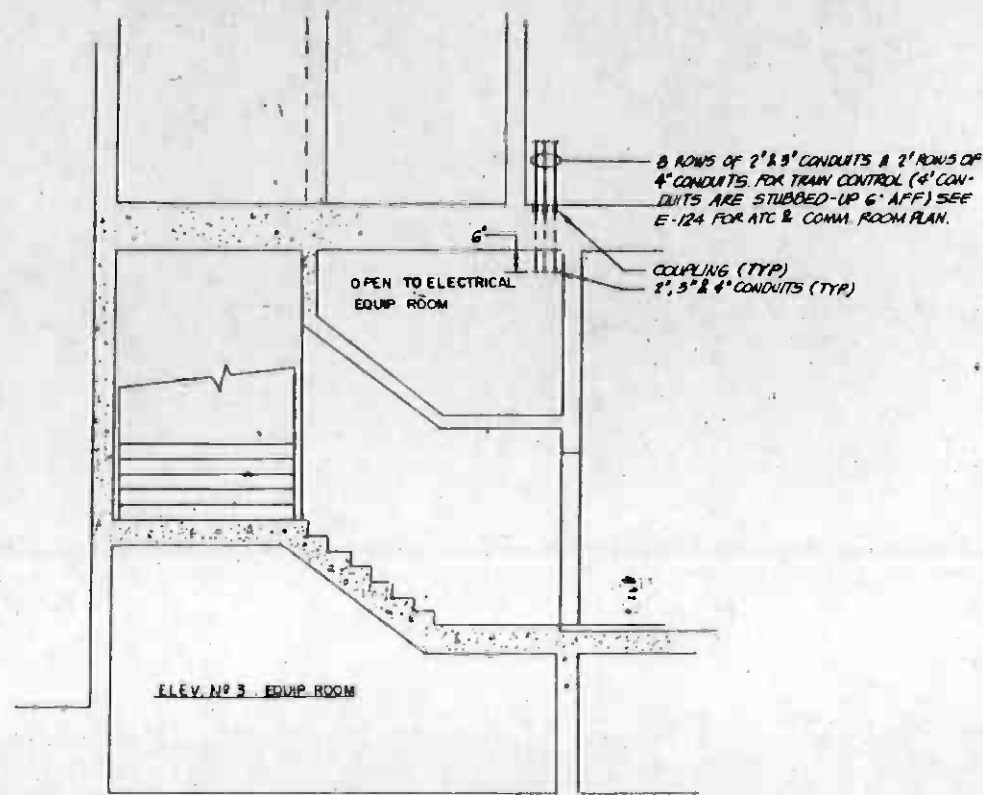 8 ROWS OF 2" & 3" CONDUITS & 2' ROWS OF
4" CONDUITS. FOR TRAIN CONTROL (4" CON-
DUITS ARE STUBBED-UP 6" AFF) SEE
E-124 FOR ATC & COMM. ROOM PLAN.
6"
COUPLING (TYP)
2", 3" & 4" CONDUITS (TYP)
OPEN TO ELECTRICAL
EQUIP ROOM
ELEV. Nº 3 EQUIP ROOM